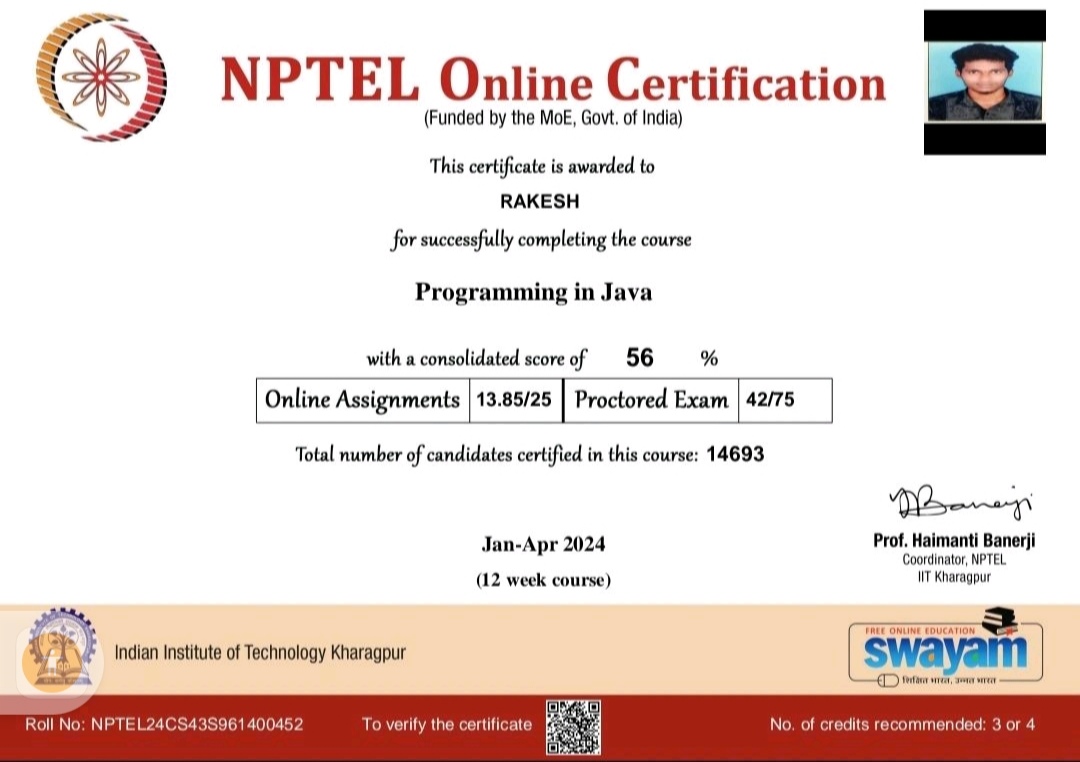 NPTEL Online Certification
(Funded by the MoE, Govt. of India)
This certificate is awarded to
RAKESH
for successfully completing the course
Programming in Java
with a consolidated score of 56 %
Online Assignments 13.85/25 Proctored Exam 42/75
Total number of candidates certified in this course: 14693
Banerji
Prof. Haimanti Banerji
Coordinator, NPTEL
IIT Kharagpur
Jan-Apr 2024
(12 week course)
Indian Institute of Technology Kharagpur
FREE ONLINE EDUCATION
swayam
शिक्षित भारत, उन्नत भारत
Roll No: NPTEL24CS43S961400452 To verify the certificate No. of credits recommended: 3 or 4